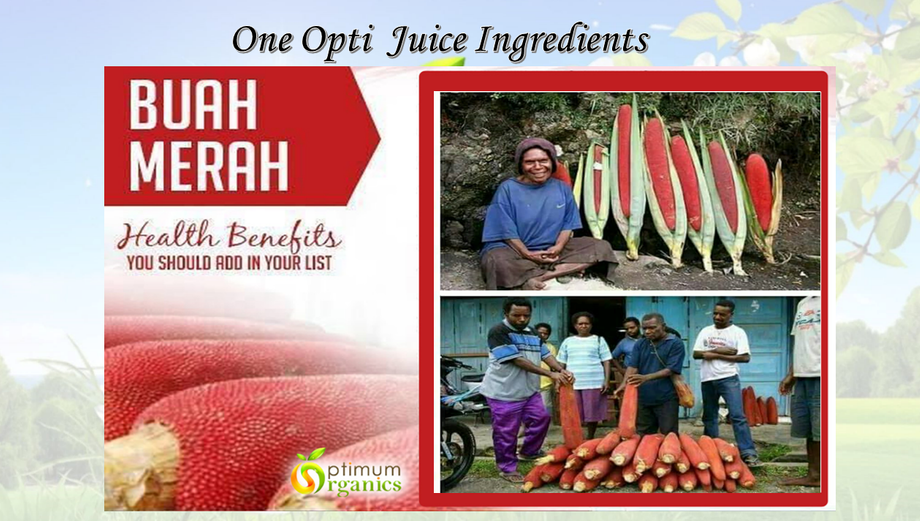 One Opti Juice Ingredients
BUAH
MERAH
Health Benefits
YOU SHOULD ADD IN YOUR LIST
Optimum
Organics